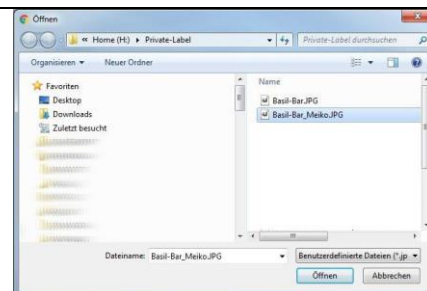 Öffnen
« Home (H:) ▸ Private-Label
Private-Label durchsuchen
Organisieren ▾ Neuer Ordner
Favoriten
Desktop
Downloads
Zuletzt besucht
Name
Basil-Bar.JPG
Basil-Bar_Meiko.JPG
Dateiname: Basil-Bar_Meiko.JPG
Benutzerdefinierte Dateien (*.jp
Öffnen Abbrechen